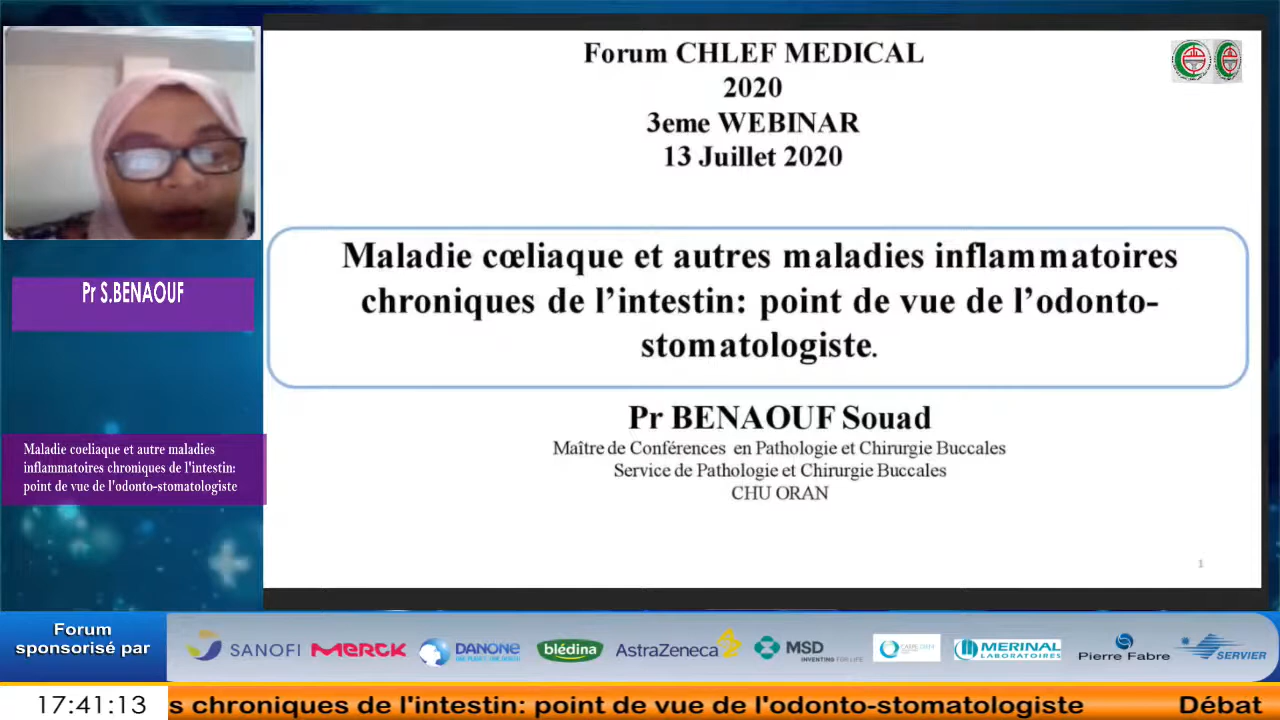 Forum CHLEF MEDICAL
2020
3eme WEBINAR
13 Juillet 2020
Maladie cœliaque et autres maladies inflammatoires
chroniques de l’intestin: point de vue de l’odonto-
stomatologiste.
Pr BENAOUF Souad
Maître de Conférences en Pathologie et Chirurgie Buccales
Service de Pathologie et Chirurgie Buccales
CHU ORAN
1
Pr S.BENAOUF
Maladie coeliaque et autre maladies
inflammatoires chroniques de l'intestin:
point de vue de l'odonto-stomatologiste
Forum
sponsorisé par
SANOFI
MERCK
DANONE
blédina
AstraZeneca
MSD
INVENTING FOR LIFE
MERINAL
LABORATOIRES
Pierre Fabre
SERVIER
17:41:13
s chroniques de l'intestin: point de vue de l'odonto-stomatologiste Débat